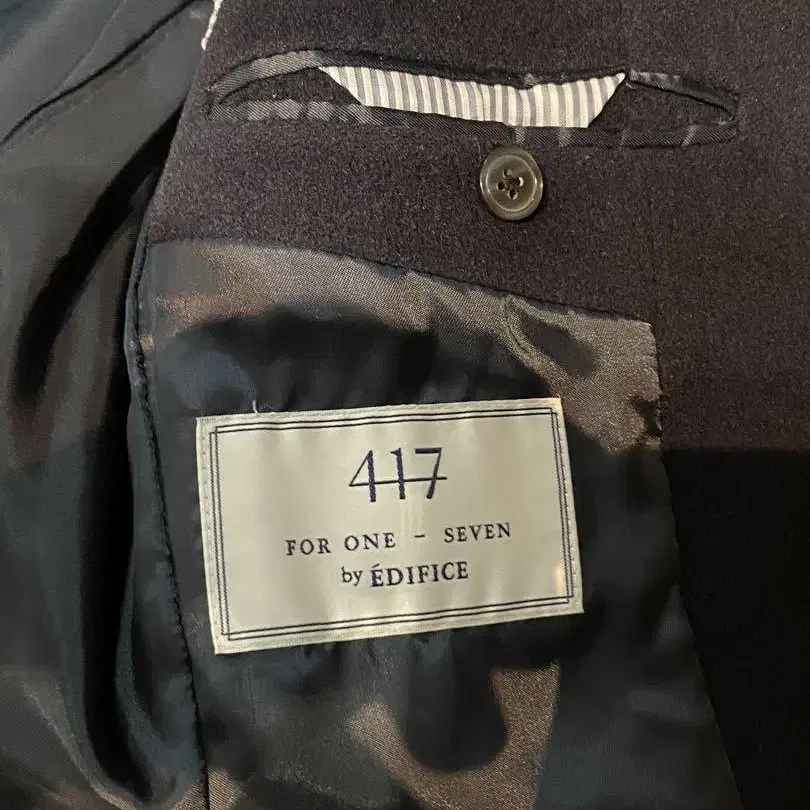 417
FOR ONE - SEVEN
by ÉDIFICE